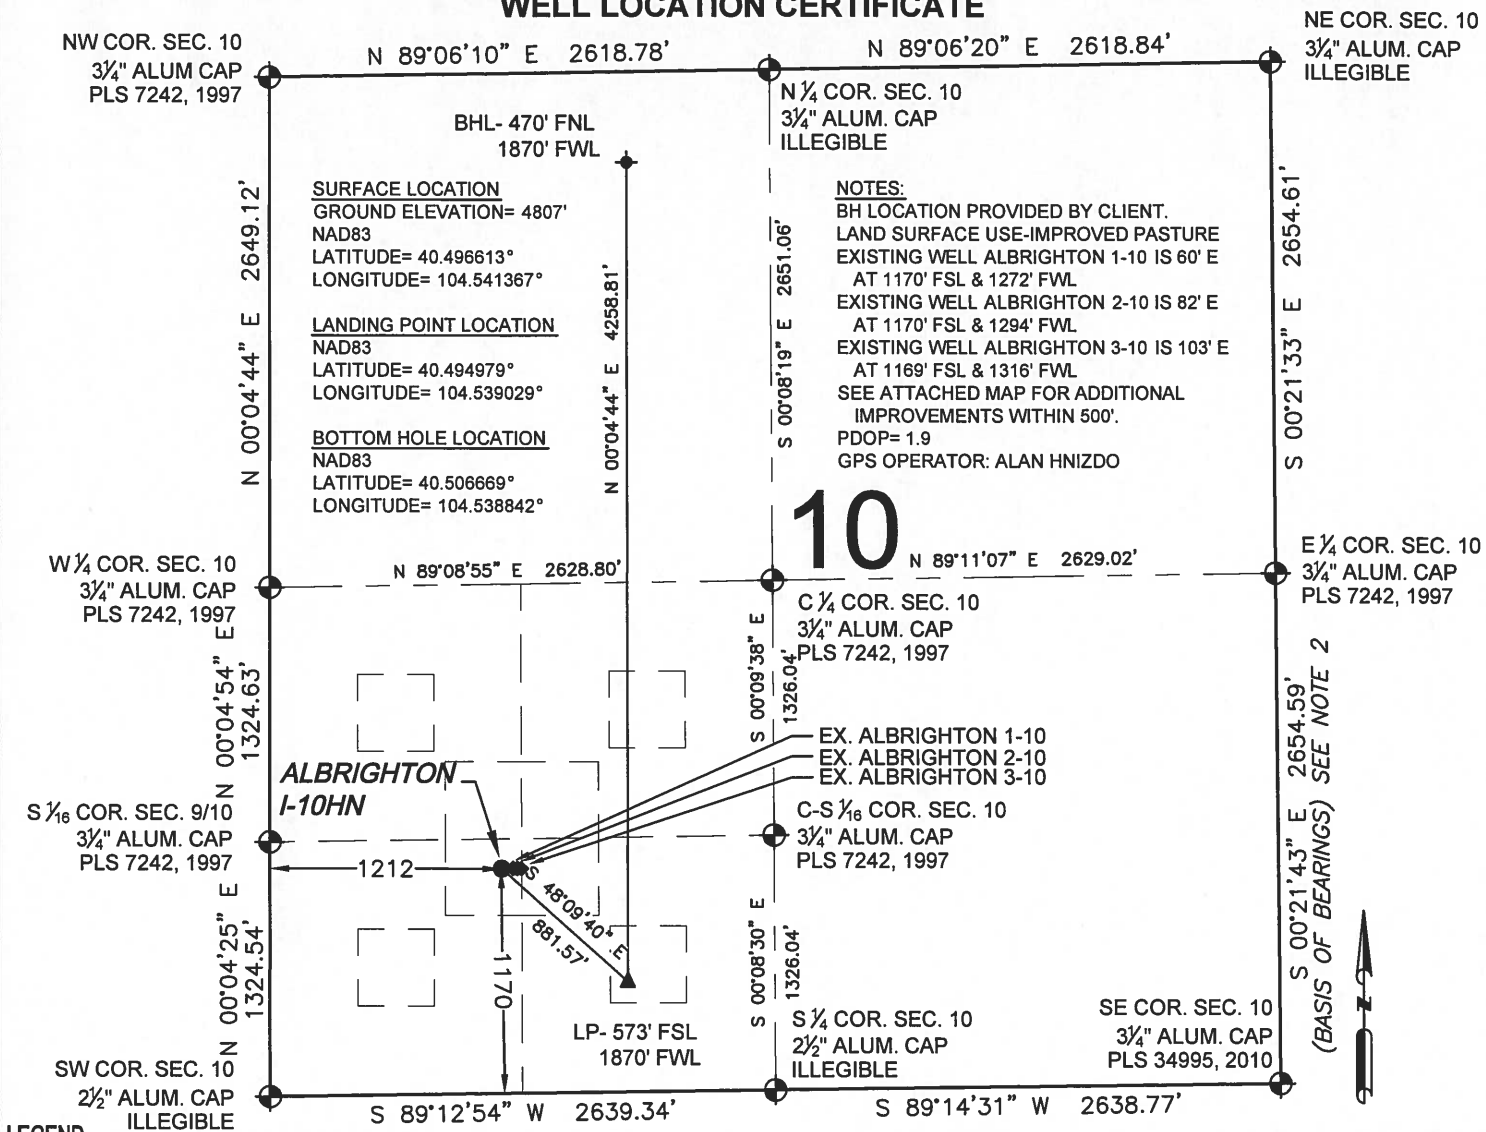 WELL LOCATION CERTIFICATE
NW COR. SEC. 10
3¼" ALUM CAP
PLS 7242, 1997
N 89°06'10" E 2618.78'
N 89°06'20" E 2618.84'
NE COR. SEC. 10
3¼" ALUM. CAP
ILLEGIBLE
N ¼ COR. SEC. 10
3¼" ALUM. CAP
ILLEGIBLE
BHL- 470' FNL
1870' FWL
SURFACE LOCATION
GROUND ELEVATION= 4807'
NAD83
LATITUDE= 40.496613°
LONGITUDE= 104.541367°
LANDING POINT LOCATION
NAD83
LATITUDE= 40.494979°
LONGITUDE= 104.539029°
BOTTOM HOLE LOCATION
NAD83
LATITUDE= 40.506669°
LONGITUDE= 104.538842°
NOTES:
BH LOCATION PROVIDED BY CLIENT.
LAND SURFACE USE-IMPROVED PASTURE
EXISTING WELL ALBRIGHTON 1-10 IS 60' E
AT 1170' FSL & 1272' FWL
EXISTING WELL ALBRIGHTON 2-10 IS 82' E
AT 1170' FSL & 1294' FWL
EXISTING WELL ALBRIGHTON 3-10 IS 103' E
AT 1169' FSL & 1316' FWL
SEE ATTACHED MAP FOR ADDITIONAL
IMPROVEMENTS WITHIN 500'.
PDOP= 1.9
GPS OPERATOR: ALAN HNIZDO
N 00°04'44" E 2649.12'
N 00°04'44" E 4258.81'
S 00°08'19" E 2651.06'
S 00°21'33" E 2654.61'
10
W ¼ COR. SEC. 10
3¼" ALUM. CAP
PLS 7242, 1997
N 89°08'55" E 2628.80'
N 89°11'07" E 2629.02'
E ¼ COR. SEC. 10
3¼" ALUM. CAP
PLS 7242, 1997
C ¼ COR. SEC. 10
3¼" ALUM. CAP
PLS 7242, 1997
N 00°04'54" E
1324.63'
S 00°09'38" E
1326.04'
EX. ALBRIGHTON 1-10
EX. ALBRIGHTON 2-10
EX. ALBRIGHTON 3-10
ALBRIGHTON
I-10HN
S 1/16 COR. SEC. 9/10
3¼" ALUM. CAP
PLS 7242, 1997
C-S 1/16 COR. SEC. 10
3¼" ALUM. CAP
PLS 7242, 1997
1212
1170
S 48°09'40" E
881.57'
N 00°04'25" E
1324.54'
S 00°08'30" E
1326.04'
S 00°21'43" E 2654.59'
(BASIS OF BEARINGS) SEE NOTE 2
LP- 573' FSL
1870' FWL
S ¼ COR. SEC. 10
2½" ALUM. CAP
ILLEGIBLE
SE COR. SEC. 10
3¼" ALUM. CAP
PLS 34995, 2010
N
SW COR. SEC. 10
2½" ALUM. CAP
ILLEGIBLE
S 89°12'54" W 2639.34'
S 89°14'31" W 2638.77'
LEGEND